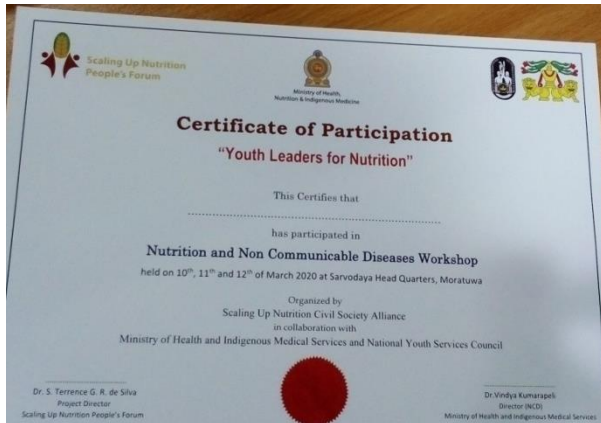 Scaling Up Nutrition
People's Forum
Ministry of Health,
Nutrition & Indigenous Medicine
Certificate of Participation
"Youth Leaders for Nutrition"
This Certifies that
has participated in
Nutrition and Non Communicable Diseases Workshop
held on 10th, 11th and 12th of March 2020 at Sarvodaya Head Quarters, Moratuwa
Organized by
Scaling Up Nutrition Civil Society Alliance
in collaboration with
Ministry of Health and Indigenous Medical Services and National Youth Services Council
Dr. S. Terrence G. R. de Silva
Project Director
Scaling Up Nutrition People's Forum
Dr.Vindya Kumarapeli
Director (NCD)
Ministry of Health and Indigenous Medical Services